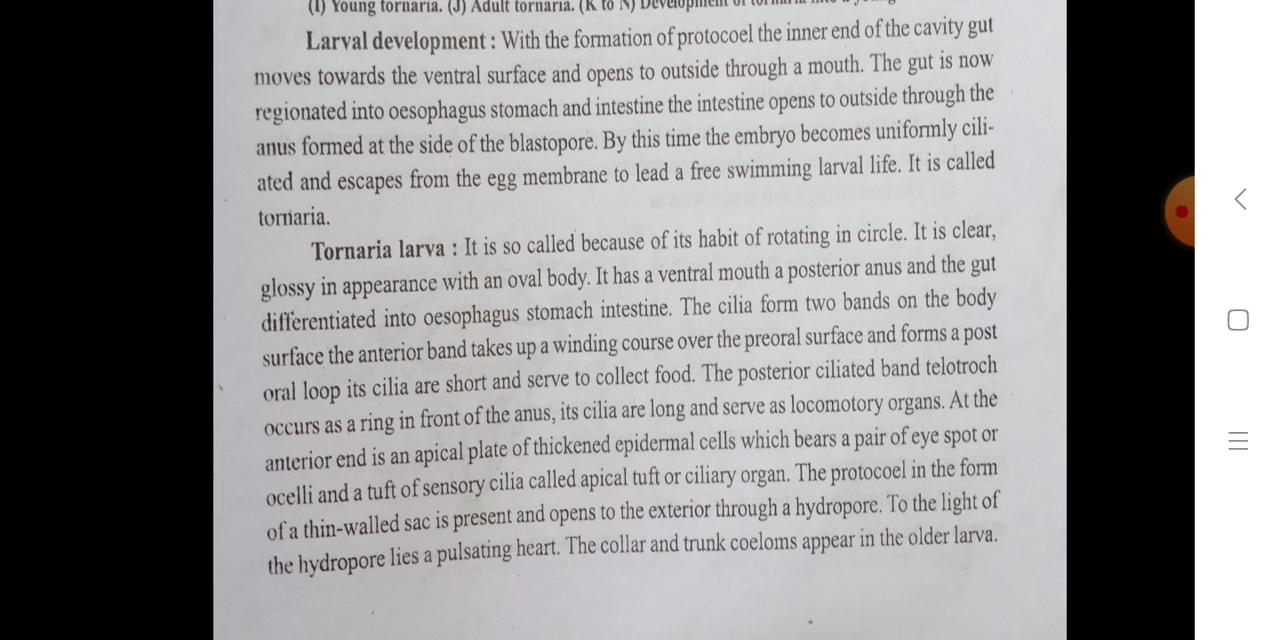 (I) Young tornaria. (J) Adult tornaria. (K to N) Development of tornaria into a young
Larval development : With the formation of protocoel the inner end of the cavity gut
moves towards the ventral surface and opens to outside through a mouth. The gut is now
regionated into oesophagus stomach and intestine the intestine opens to outside through the
anus formed at the side of the blastopore. By this time the embryo becomes uniformly cili-
ated and escapes from the egg membrane to lead a free swimming larval life. It is called
tornaria.
Tornaria larva : It is so called because of its habit of rotating in circle. It is clear,
glossy in appearance with an oval body. It has a ventral mouth a posterior anus and the gut
differentiated into oesophagus stomach intestine. The cilia form two bands on the body
surface the anterior band takes up a winding course over the preoral surface and forms a post
oral loop its cilia are short and serve to collect food. The posterior ciliated band telotroch
occurs as a ring in front of the anus, its cilia are long and serve as locomotory organs. At the
anterior end is an apical plate of thickened epidermal cells which bears a pair of eye spot or
ocelli and a tuft of sensory cilia called apical tuft or ciliary organ. The protocoel in the form
of a thin-walled sac is present and opens to the exterior through a hydropore. To the light of
the hydropore lies a pulsating heart. The collar and trunk coeloms appear in the older larva.